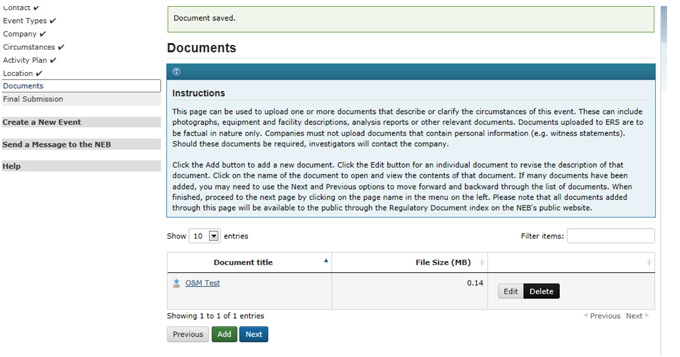 Contact ✔
Event Types ✔
Company ✔
Circumstances ✔
Activity Plan ✔
Location ✔
Documents
Final Submission
Create a New Event
Send a Message to the NEB
Help
Document saved.
Documents
Instructions
This page can be used to upload one or more documents that describe or clarify the circumstances of this event. These can include
photographs, equipment and facility descriptions, analysis reports or other relevant documents. Documents uploaded to ERS are to
be factual in nature only. Companies must not upload documents that contain personal information (e.g. witness statements).
Should these documents be required, investigators will contact the company.
Click the Add button to add a new document. Click the Edit button for an individual document to revise the description of that
document. Click on the name of the document to open and view the contents of that document. If many documents have been
added, you may need to use the Next and Previous options to move forward and backward through the list of documents. When
finished, proceed to the next page by clicking on the page name in the menu on the left. Please note that all documents added
through this page will be available to the public through the Regulatory Document index on the NEB's public website.
Show 10 entries Filter items:
Document title File Size (MB)
O&M Test 0.14 Edit Delete
Showing 1 to 1 of 1 entries Previous Next
Previous Add Next